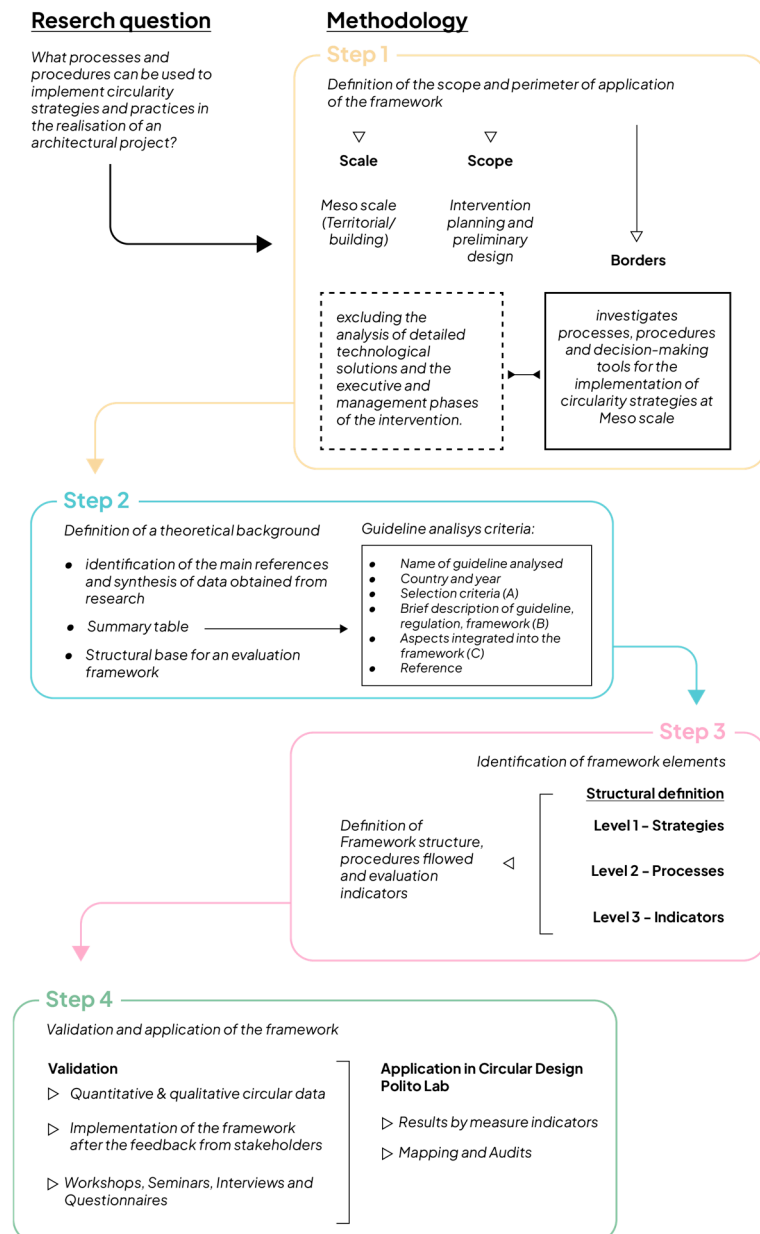 Reserch question
What processes and
procedures can be used to
implement circularity
strategies and practices in
the realisation of an
architectural project?
Methodology
Step 1
Definition of the scope and perimeter of application
of the framework
Scale
Meso scale
(Territorial/
building)
Scope
Intervention
planning and
preliminary
design
Borders
excluding the
analysis of detailed
technological
solutions and the
executive and
management phases
of the intervention.
investigates
processes, procedures
and decision-making
tools for the
implementation of
circularity strategies at
Meso scale
Step 2
Definition of a theoretical background
identification of the main references
and synthesis of data obtained from
research
Summary table
Structural base for an evaluation
framework
Guideline analisys criteria:
Name of guideline analysed
Country and year
Selection criteria (A)
Brief description of guideline,
regulation, framework (B)
Aspects integrated into the
framework (C)
Reference
Step 3
Identification of framework elements
Structural definition
Level 1 - Strategies
Level 2 - Processes
Level 3 - Indicators
Definition of
Framework structure,
procedures fllowed
and evaluation
indicators
Step 4
Validation and application of the framework
Validation
Quantitative & qualitative circular data
Implementation of the framework
after the feedback from stakeholders
Workshops, Seminars, Interviews and
Questionnaires
Application in Circular Design
Polito Lab
Results by measure indicators
Mapping and Audits